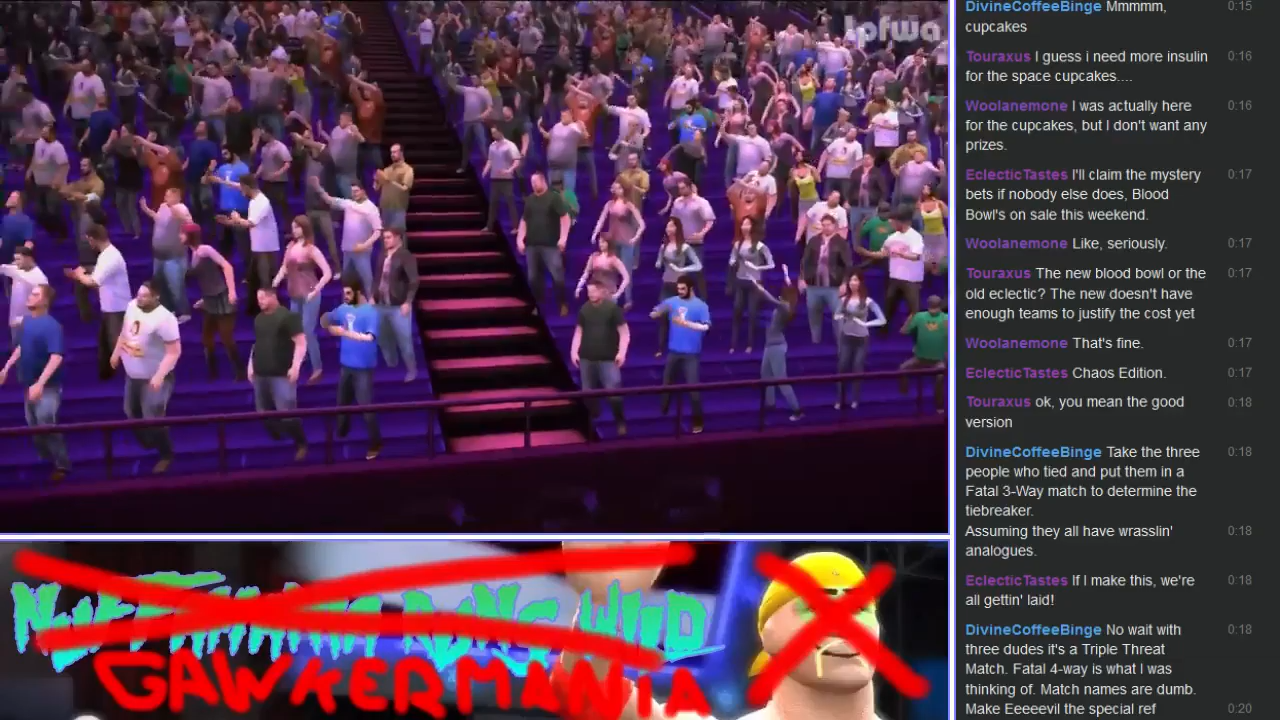 lpfwa
DivineCoffeeBinge Mmmmm, 0:15
cupcakes
Touraxus I guess i need more insulin 0:16
for the space cupcakes....
Woolanemone I was actually here 0:16
for the cupcakes, but I don't want any
prizes.
EclecticTastes I'll claim the mystery 0:17
bets if nobody else does, Blood
Bowl's on sale this weekend.
Woolanemone Like, seriously. 0:17
Touraxus The new blood bowl or the 0:17
old eclectic? The new doesn't have
enough teams to justify the cost yet
Woolanemone That's fine. 0:17
EclecticTastes Chaos Edition. 0:17
Touraxus ok, you mean the good 0:18
version
DivineCoffeeBinge Take the three 0:18
people who tied and put them in a
Fatal 3-Way match to determine the
tiebreaker.
Assuming they all have wrasslin' 0:18
analogues.
EclecticTastes If I make this, we're 0:18
all gettin' laid!
DivineCoffeeBinge No wait with 0:18
three dudes it's a Triple Threat
Match. Fatal 4-way is what I was
thinking of. Match names are dumb.
Make Eeeeevil the special ref 0:20
WILD
GAWKERMANIA